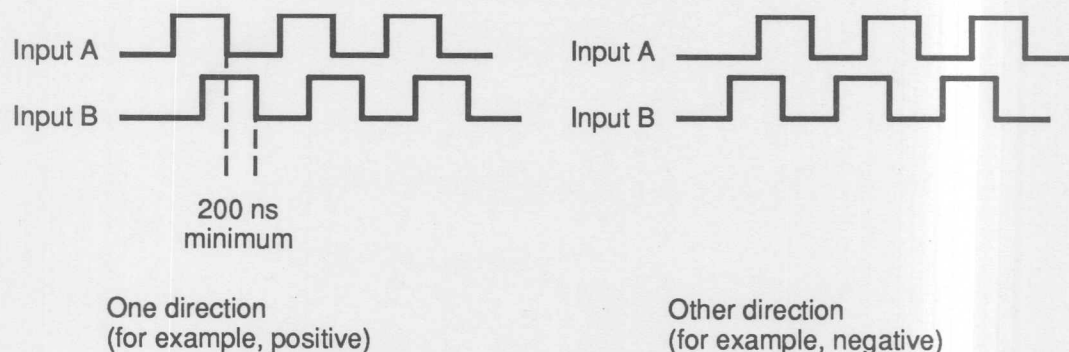 Input A
Input B
200 ns
minimum
One direction
(for example, positive)
Input A
Input B
Other direction
(for example, negative)